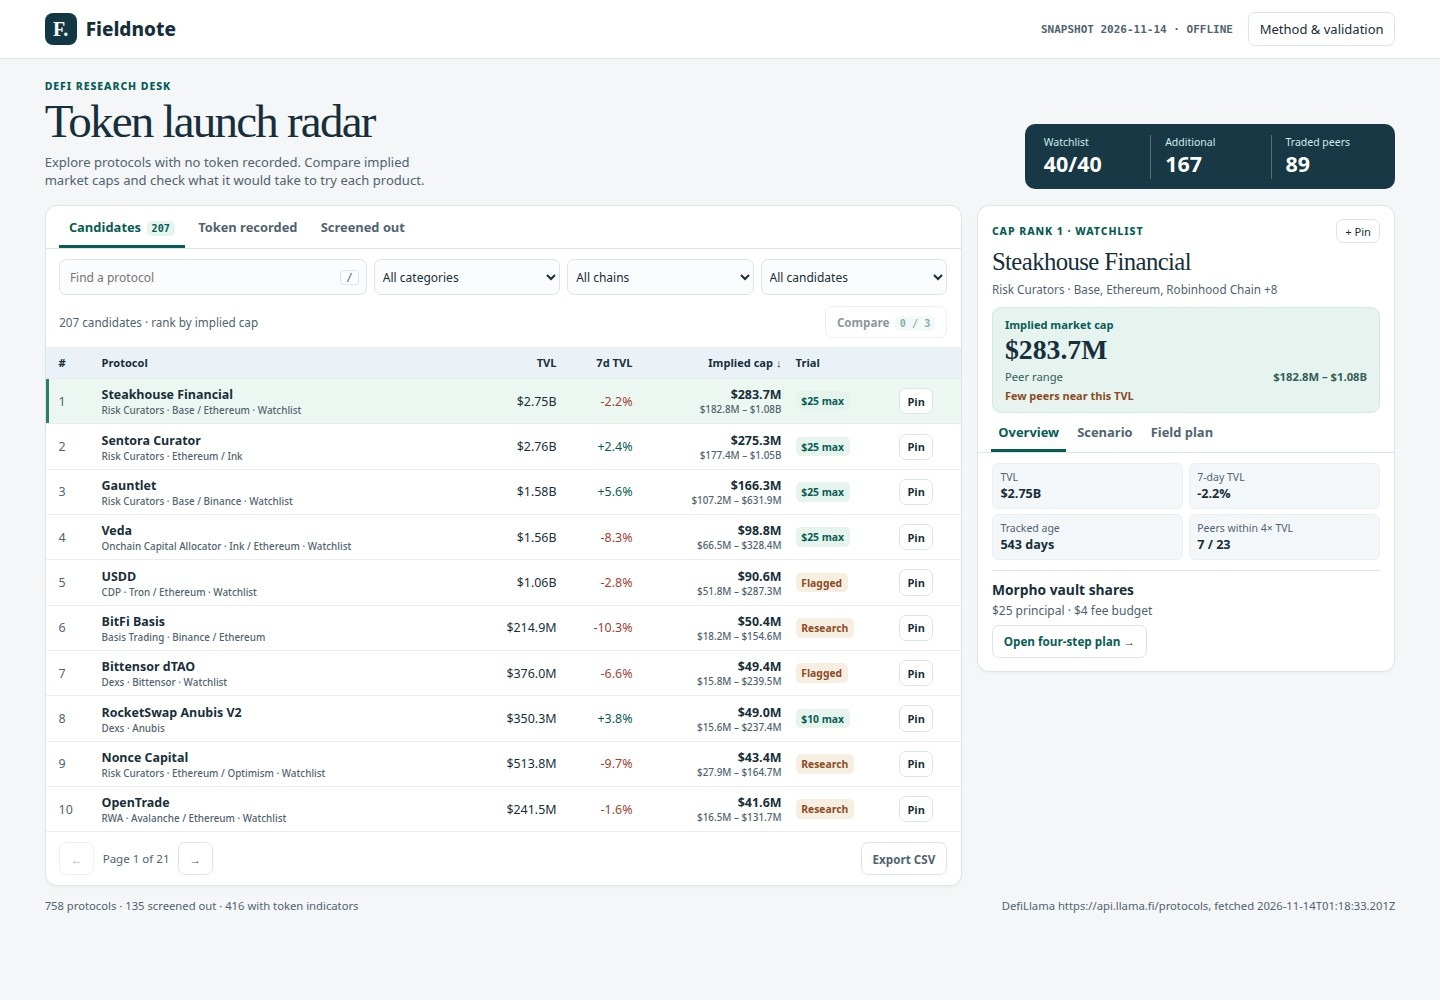 F. Fieldnote
SNAPSHOT 2026-11-14 · OFFLINE
Method & validation
DEFI RESEARCH DESK
Token launch radar
Explore protocols with no token recorded. Compare implied
market caps and check what it would take to try each product.
Watchlist Additional Traded peers
40/40 167 89
Candidates 207 Token recorded Screened out
Find a protocol / All categories All chains All candidates
207 candidates · rank by implied cap
Compare 0 / 3
# Protocol TVL 7d TVL Implied cap ↓ Trial
1 Steakhouse Financial $2.75B -2.2% $283.7M $25 max Pin
Risk Curators · Base / Ethereum · Watchlist $182.8M – $1.08B
2 Sentora Curator $2.76B +2.4% $275.3M $25 max Pin
Risk Curators · Ethereum / Ink $177.4M – $1.05B
3 Gauntlet $1.58B +5.6% $166.3M $25 max Pin
Risk Curators · Base / Binance · Watchlist $107.2M – $631.9M
4 Veda $1.56B -8.3% $98.8M $25 max Pin
Onchain Capital Allocator · Ink / Ethereum · Watchlist $66.5M – $328.4M
5 USDD $1.06B -2.8% $90.6M Flagged Pin
CDP · Tron / Ethereum · Watchlist $51.8M – $287.3M
6 BitFi Basis $214.9M -10.3% $50.4M Research Pin
Basis Trading · Binance / Ethereum $18.2M – $154.6M
7 Bittensor dTAO $376.0M -6.6% $49.4M Flagged Pin
Dexs · Bittensor · Watchlist $15.8M – $239.5M
8 RocketSwap Anubis V2 $350.3M +3.8% $49.0M $10 max Pin
Dexs · Anubis $15.6M – $237.4M
9 Nonce Capital $513.8M -9.7% $43.4M Research Pin
Risk Curators · Ethereum / Optimism · Watchlist $27.9M – $164.7M
10 OpenTrade $241.5M -1.6% $41.6M Research Pin
RWA · Avalanche / Ethereum · Watchlist $16.5M – $131.7M
← Page 1 of 21 →
Export CSV
CAP RANK 1 · WATCHLIST
+ Pin
Steakhouse Financial
Risk Curators · Base, Ethereum, Robinhood Chain +8
Implied market cap
$283.7M
Peer range $182.8M – $1.08B
Few peers near this TVL
Overview Scenario Field plan
TVL 7-day TVL
$2.75B -2.2%
Tracked age Peers within 4× TVL
543 days 7 / 23
Morpho vault shares
$25 principal · $4 fee budget
Open four-step plan →
758 protocols · 135 screened out · 416 with token indicators
DefiLlama https://api.llama.fi/protocols, fetched 2026-11-14T01:18:33.201Z